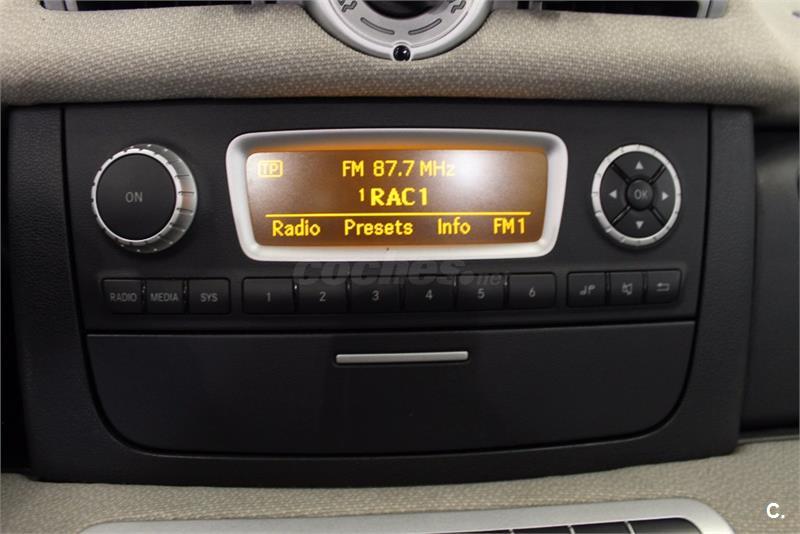 TP FM 87.7 MHz
1 RAC1
Radio Presets Info FM1
ON
OK
RADIO MEDIA SYS 1 2 3 4 5 6
coches.net
C.